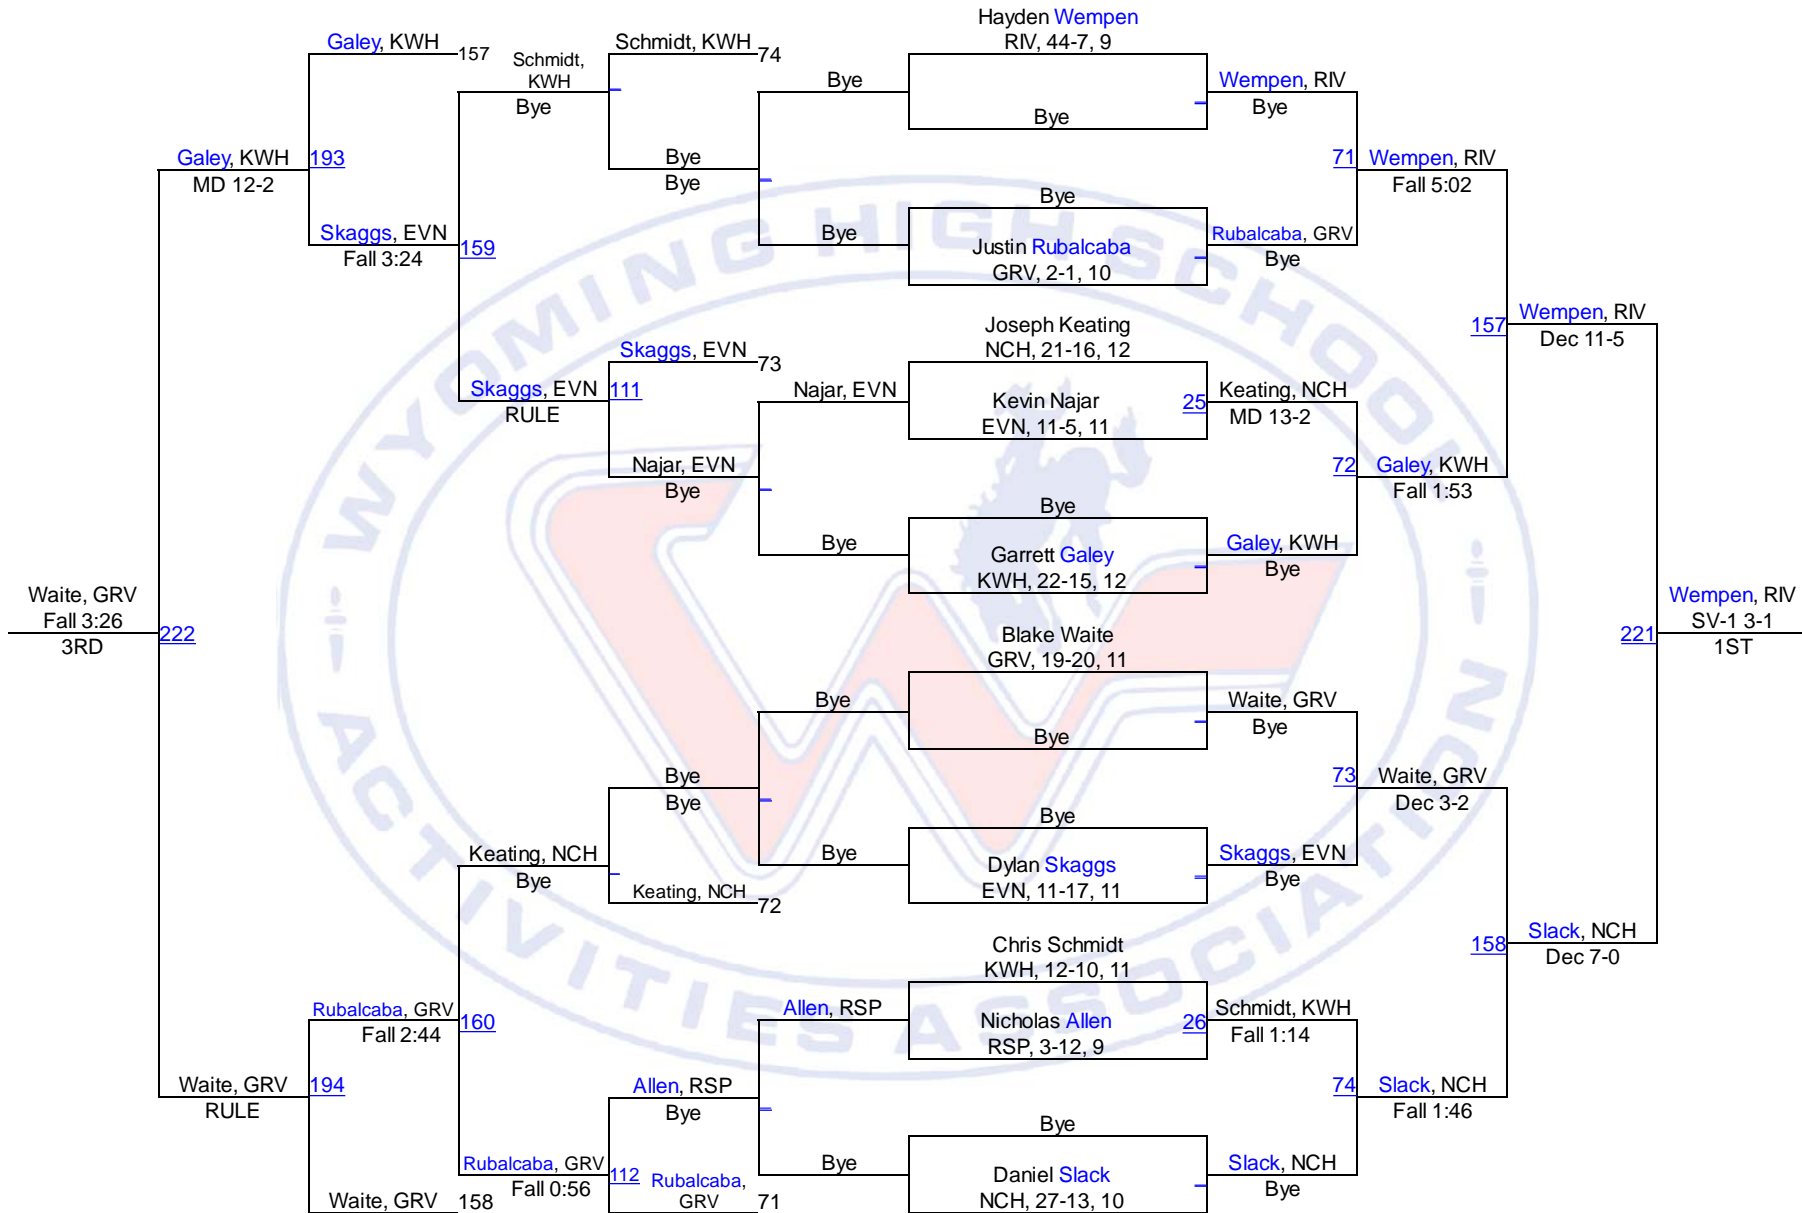 Hayden Wempen
RIV, 44-7, 9
Bye
Bye
Wempen, RIV
Bye
Bye
Bye
Justin Rubalcaba
GRV, 2-1, 10
Rubalcaba, GRV
Bye
71
Wempen, RIV
Fall 5:02
Joseph Keating
NCH, 21-16, 12
Najar, EVN
Kevin Najar
EVN, 11-5, 11
25
Keating, NCH
MD 13-2
Bye
Bye
Garrett Galey
KWH, 22-15, 12
Galey, KWH
Bye
72
Galey, KWH
Fall 1:53
157
Wempen, RIV
Dec 11-5
Blake Waite
GRV, 19-20, 11
Bye
Bye
Waite, GRV
Bye
Bye
Bye
Dylan Skaggs
EVN, 11-17, 11
Skaggs, EVN
Bye
73
Waite, GRV
Dec 3-2
Chris Schmidt
KWH, 12-10, 11
Allen, RSP
Nicholas Allen
RSP, 3-12, 9
26
Schmidt, KWH
Fall 1:14
Bye
Bye
Daniel Slack
NCH, 27-13, 10
Slack, NCH
Bye
74
Slack, NCH
Fall 1:46
158
Slack, NCH
Dec 7-0
221
Wempen, RIV
SV-1 3-1
1ST
Schmidt, KWH
74
Bye
Bye
Schmidt,
KWH
Bye
Skaggs, EVN
73
Najar, EVN
Bye
111
Skaggs, EVN
RULE
159
Skaggs, EVN
Fall 3:24
Galey, KWH
157
193
Galey, KWH
MD 12-2
Bye
Bye
Keating, NCH
72
Keating, NCH
Bye
Allen, RSP
Bye
Rubalcaba,
GRV
71
112
Rubalcaba, GRV
Fall 0:56
160
Rubalcaba, GRV
Fall 2:44
Waite, GRV
158
194
Waite, GRV
RULE
222
Waite, GRV
Fall 3:26
3RD
WYOMING HIGH SCHOOL
ACTIVITIES ASSOCIATION